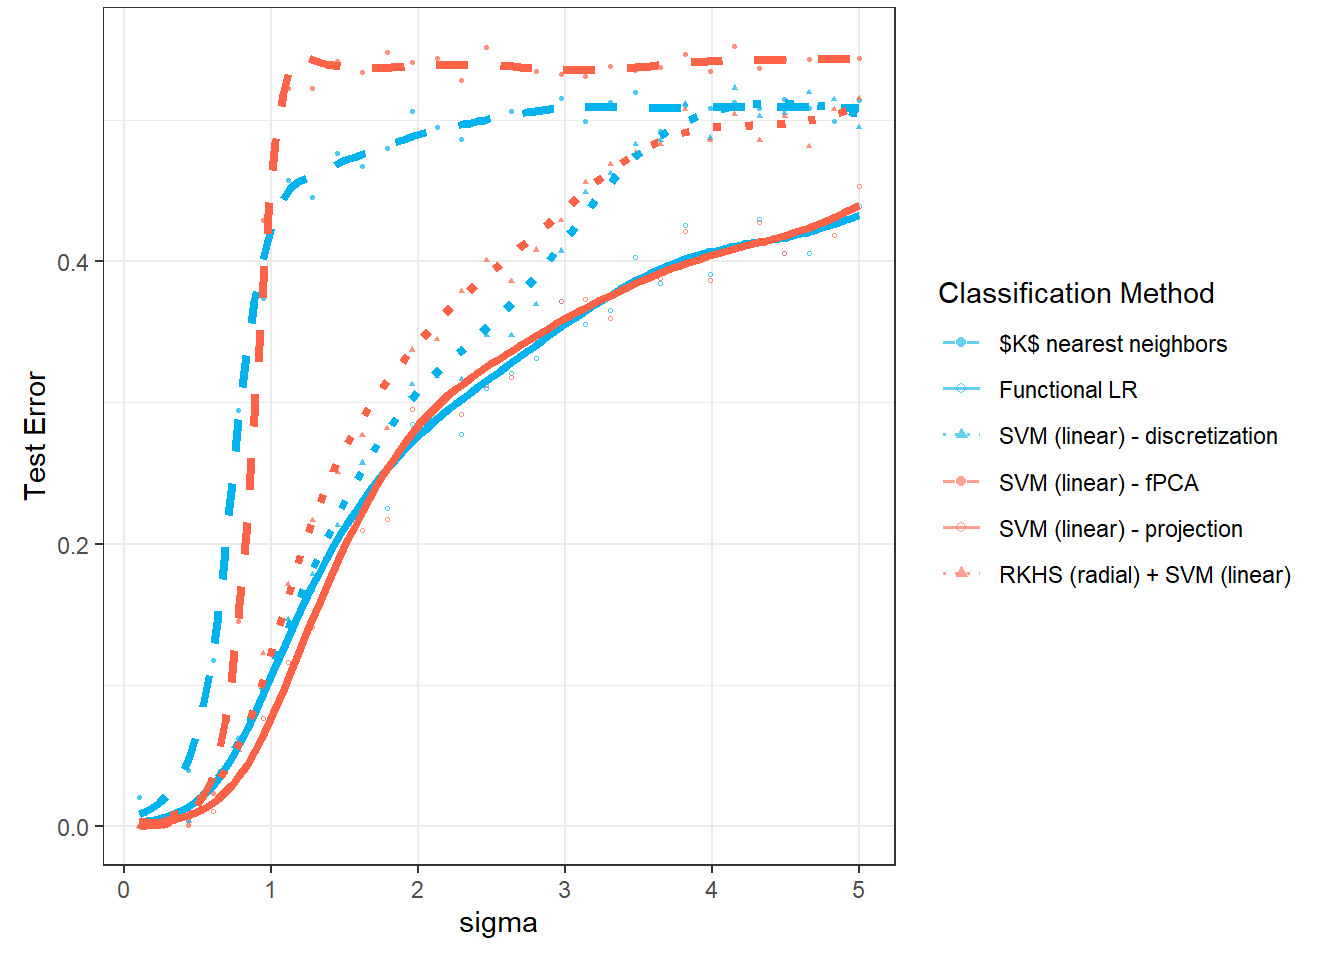 0.4
0.2
0.0
Test Error
0
1
2
3
4
5
sigma
Classification Method
$K$ nearest neighbors
Functional LR
SVM (linear) - discretization
SVM (linear) - fPCA
SVM (linear) - projection
RKHS (radial) + SVM (linear)